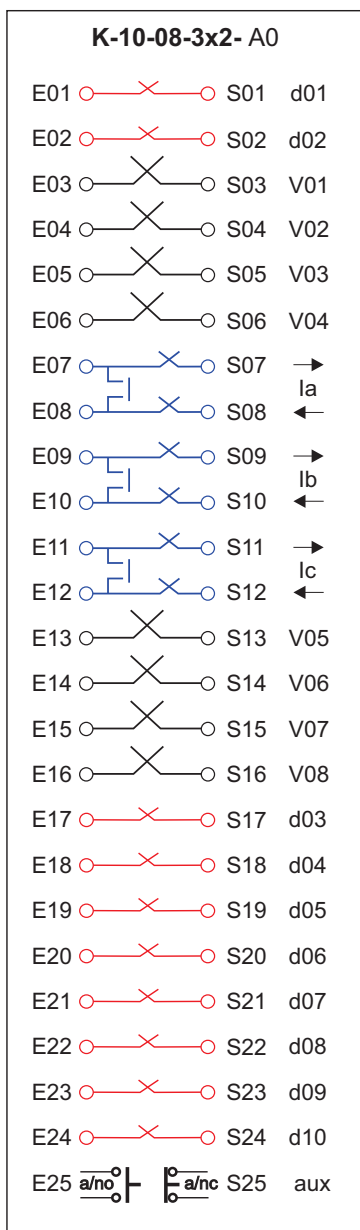 K-10-08-3x2- A0
E01 S01 d01
E02 S02 d02
E03 S03 V01
E04 S04 V02
E05 S05 V03
E06 S06 V04
E07 S07
Ia
E08 S08
E09 S09
Ib
E10 S10
E11 S11
Ic
E12 S12
E13 S13 V05
E14 S14 V06
E15 S15 V07
E16 S16 V08
E17 S17 d03
E18 S18 d04
E19 S19 d05
E20 S20 d06
E21 S21 d07
E22 S22 d08
E23 S23 d09
E24 S24 d10
E25 a/no a/nc S25 aux